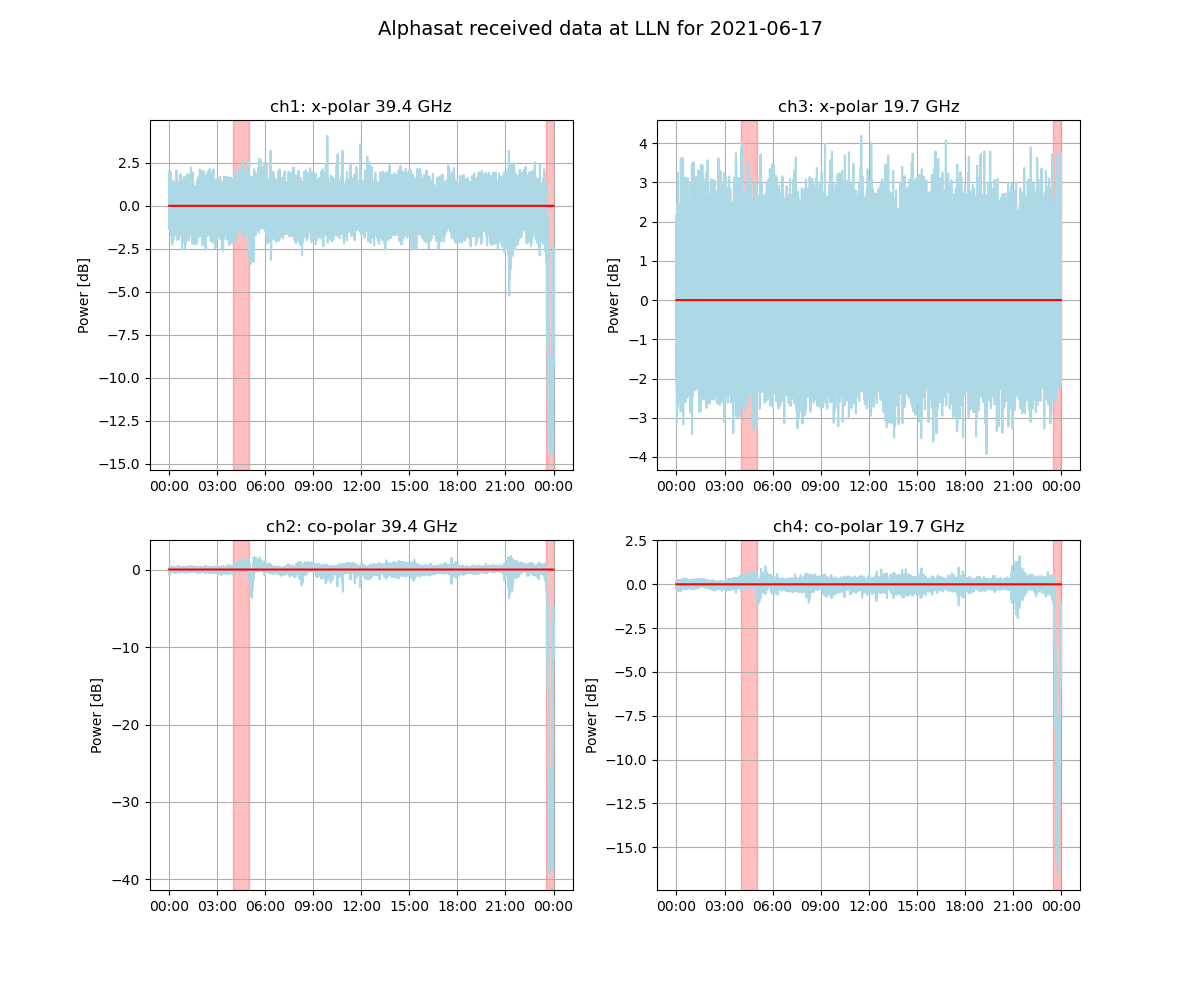 Alphasat received data at LLN for 2021-06-17
ch1: x-polar 39.4 GHz
Power [dB]
2.5
0.0
−2.5
−5.0
−7.5
−10.0
−12.5
−15.0
00:00 03:00 06:00 09:00 12:00 15:00 18:00 21:00 00:00
ch3: x-polar 19.7 GHz
Power [dB]
4
3
2
1
0
−1
−2
−3
−4
00:00 03:00 06:00 09:00 12:00 15:00 18:00 21:00 00:00
ch2: co-polar 39.4 GHz
Power [dB]
0
−10
−20
−30
−40
00:00 03:00 06:00 09:00 12:00 15:00 18:00 21:00 00:00
ch4: co-polar 19.7 GHz
Power [dB]
2.5
0.0
−2.5
−5.0
−7.5
−10.0
−12.5
−15.0
00:00 03:00 06:00 09:00 12:00 15:00 18:00 21:00 00:00